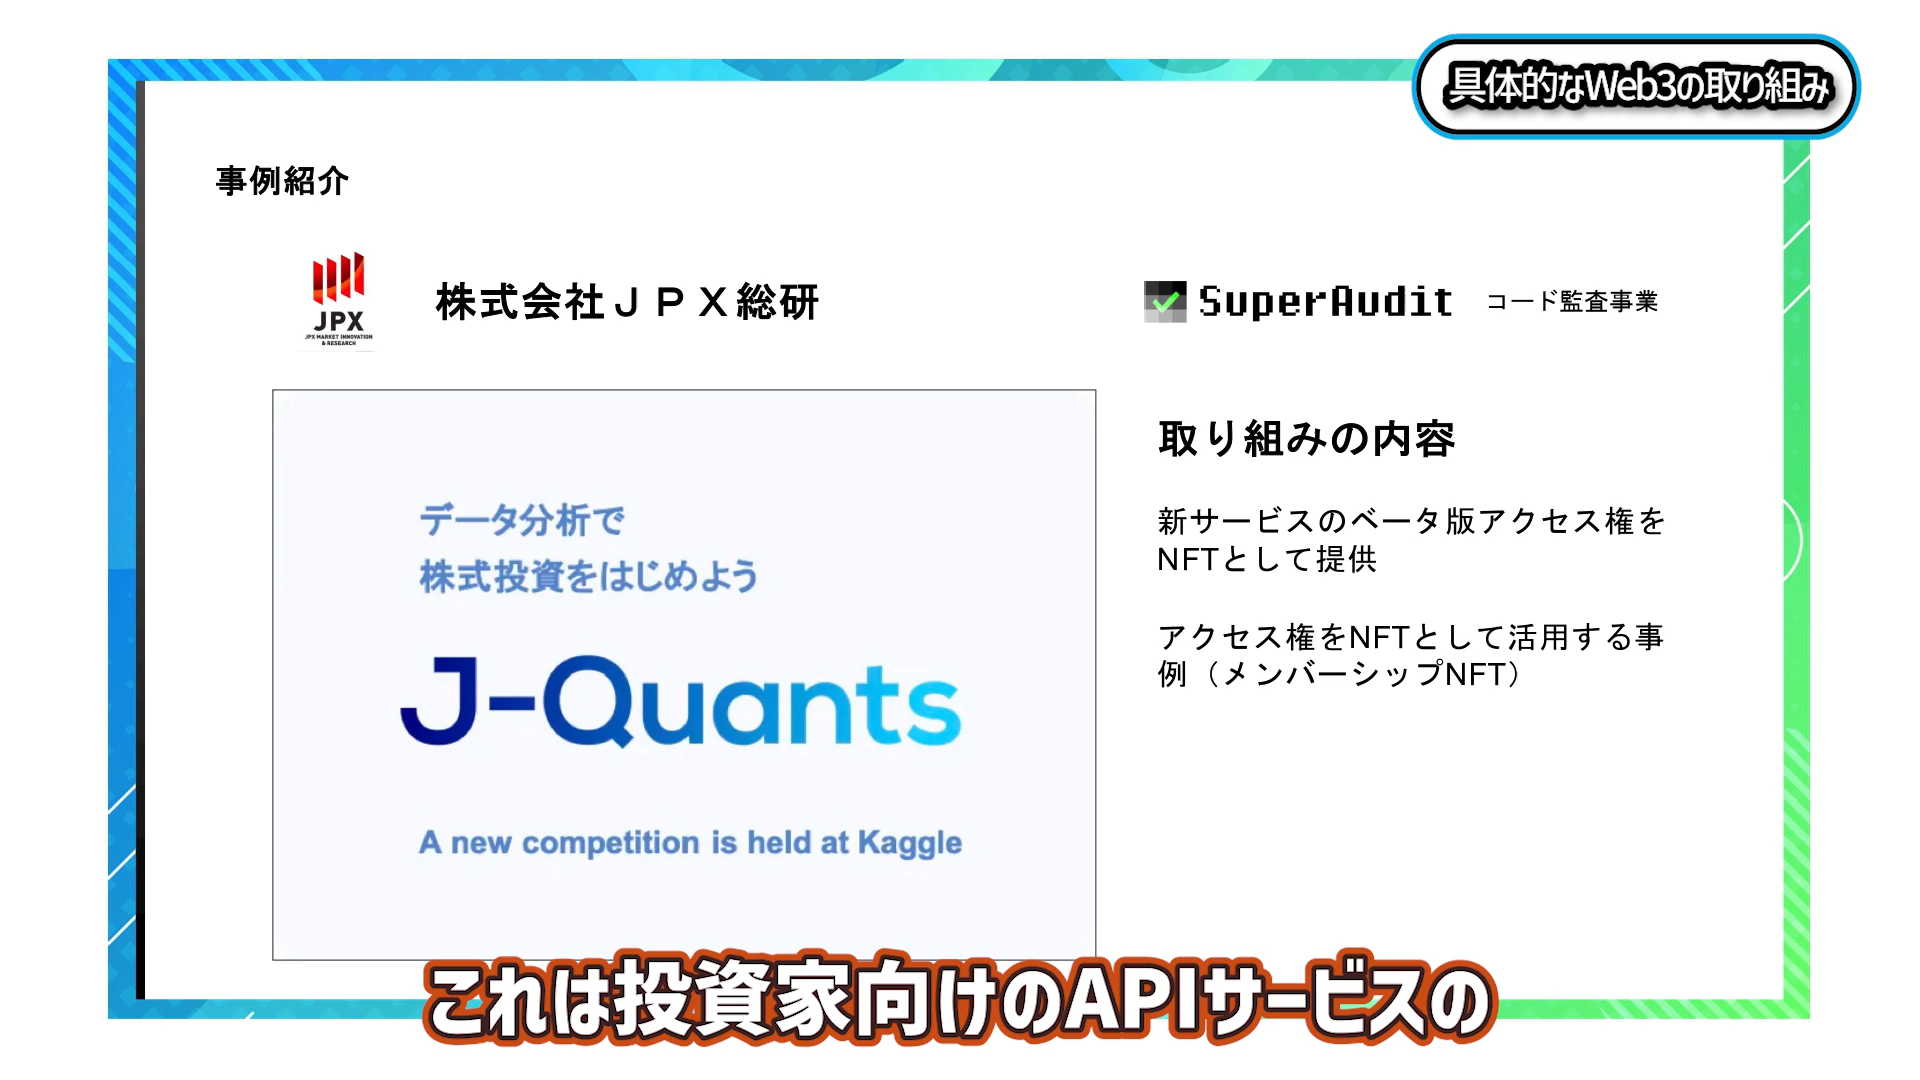 具体的なWeb3の取り組み
事例紹介
JPX
JPX MARKET INNOVATION
& RESEARCH
株式会社ＪＰＸ総研
SuperAudit
コード監査事業
データ分析で
株式投資をはじめよう
J-Quants
A new competition is held at Kaggle
取り組みの内容
新サービスのベータ版アクセス権を
NFTとして提供
アクセス権をNFTとして活用する事
例（メンバーシップNFT）
これは投資家向けのAPIサービスの